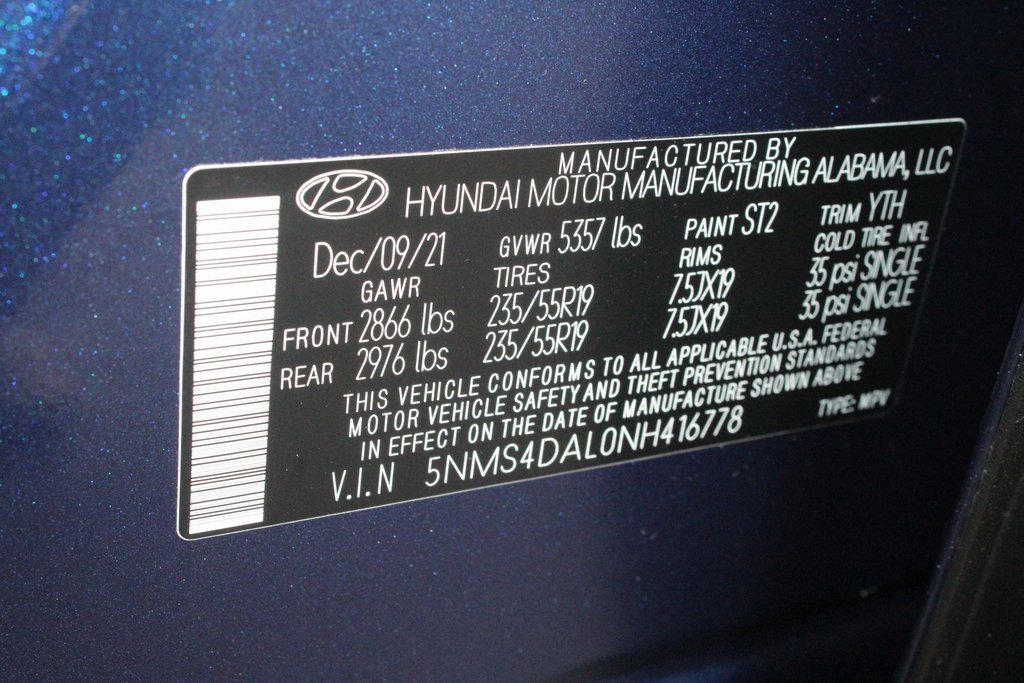 MANUFACTURED BY
HYUNDAI MOTOR MANUFACTURING ALABAMA, LLC
Dec/09/21 GVWR 5357 lbs PAINT ST2 TRIM YTH
GAWR TIRES RIMS COLD TIRE INFL
FRONT 2866 lbs 235/55R19 7.5JX19 35 psi SINGLE
REAR 2976 lbs 235/55R19 7.5JX19 35 psi SINGLE
THIS VEHICLE CONFORMS TO ALL APPLICABLE U.S.A. FEDERAL
MOTOR VEHICLE SAFETY AND THEFT PREVENTION STANDARDS
IN EFFECT ON THE DATE OF MANUFACTURE SHOWN ABOVE
V.I.N 5NMS4DAL0NH416778 TYPE: MPV